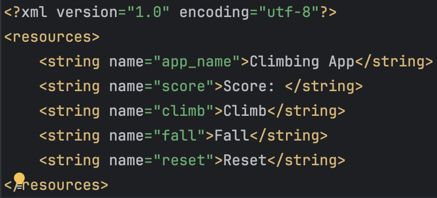 <?xml version="1.0" encoding="utf-8"?>
<resources>
    <string name="app_name">Climbing App</string>
    <string name="score">Score: </string>
    <string name="climb">Climb</string>
    <string name="fall">Fall</string>
    <string name="reset">Reset</string>
</resources>